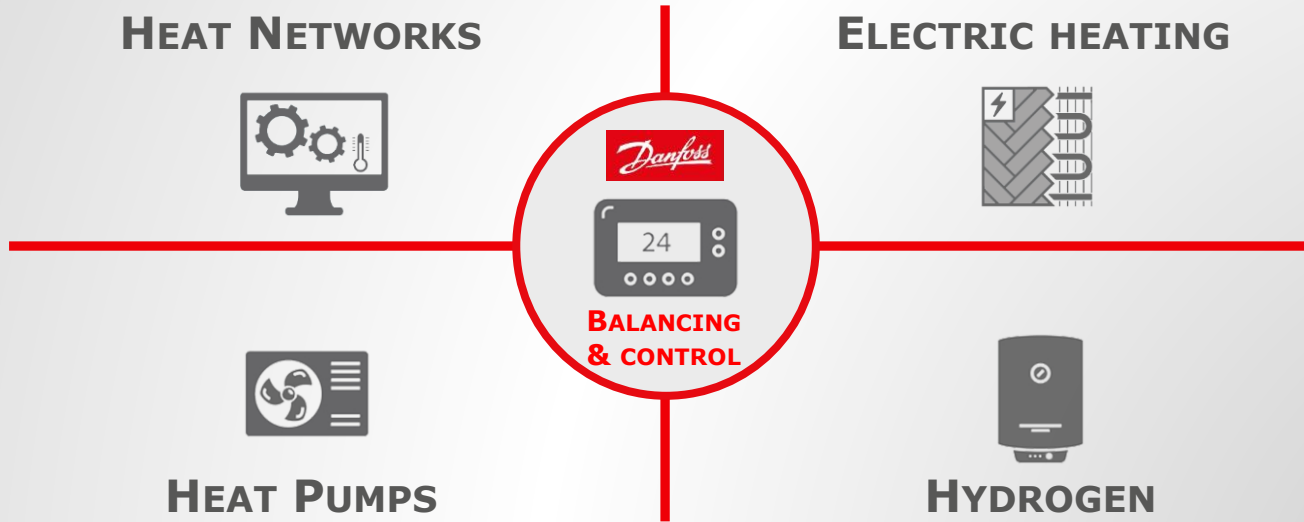 HEAT NETWORKS
ELECTRIC HEATING
Danfoss
24
BALANCING
& CONTROL
HEAT PUMPS
HYDROGEN